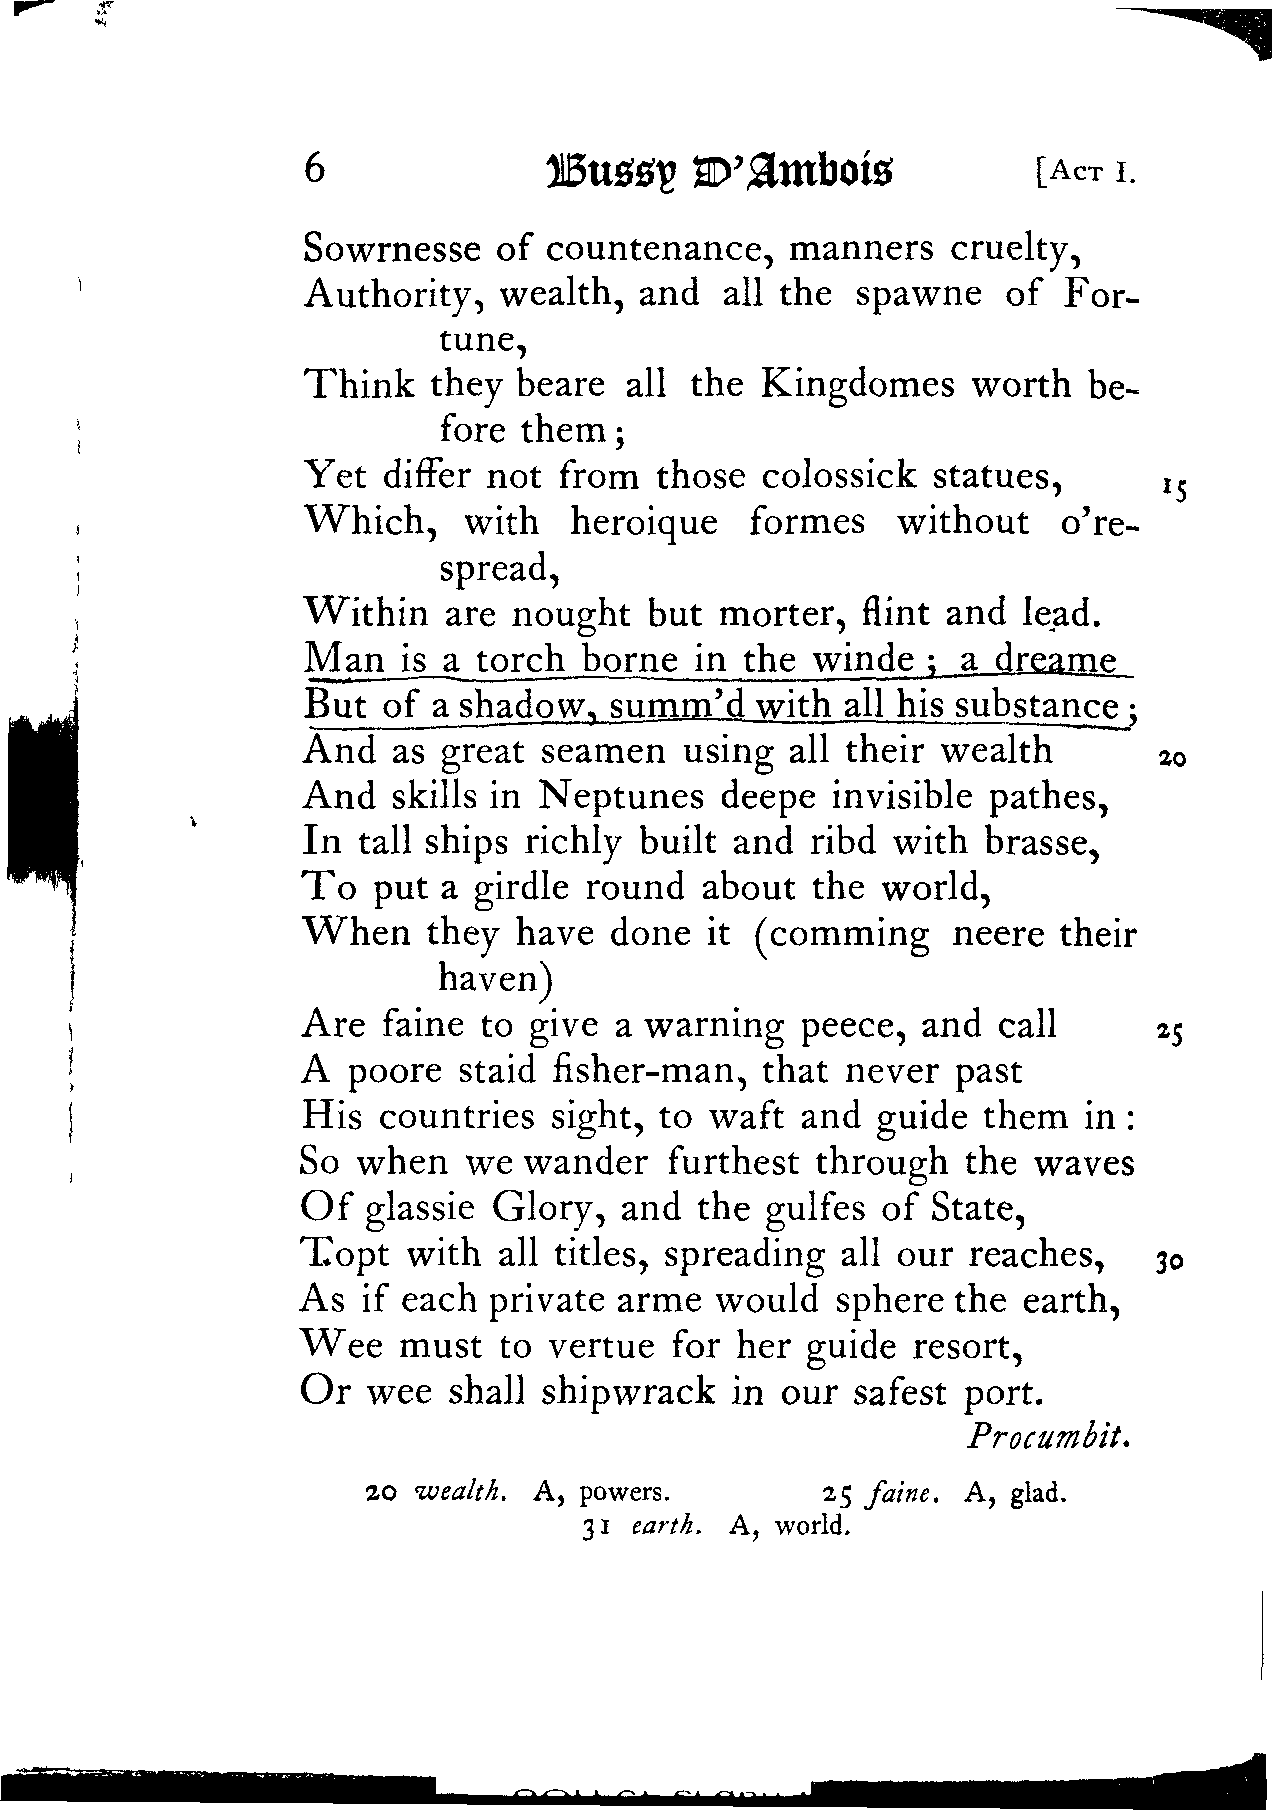 6 Bussy D'Ambois [ACT I.
Sowrnesse of countenance, manners cruelty,
Authority, wealth, and all the spawne of For-
tune,
Think they beare all the Kingdomes worth be-
fore them;
Yet differ not from those colossick statues, 15
Which, with heroique formes without o're-
spread,
Within are nought but morter, flint and lead.
Man is a torch borne in the winde; a dreame
But of a shadow, summ'd with all his substance;
And as great seamen using all their wealth 20
And skills in Neptunes deepe invisible pathes,
In tall ships richly built and ribd with brasse,
To put a girdle round about the world,
When they have done it (comming neere their
haven)
Are faine to give a warning peece, and call 25
A poore staid fisher-man, that never past
His countries sight, to waft and guide them in:
So when we wander furthest through the waves
Of glassie Glory, and the gulfes of State,
Topt with all titles, spreading all our reaches, 30
As if each private arme would sphere the earth,
Wee must to vertue for her guide resort,
Or wee shall shipwrack in our safest port.
Procumbit.
20 wealth. A, powers. 25 faine. A, glad.
31 earth. A, world.